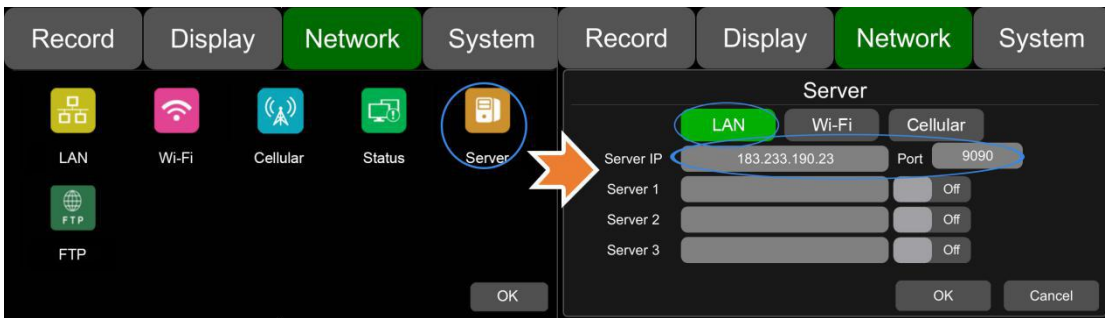 Record Display Network System
LAN Wi-Fi Cellular Status Server
FTP
FTP
OK
Record Display Network System
Server
LAN Wi-Fi Cellular
Server IP 183.233.190.23 Port 9090
Server 1 Off
Server 2 Off
Server 3 Off
OK Cancel